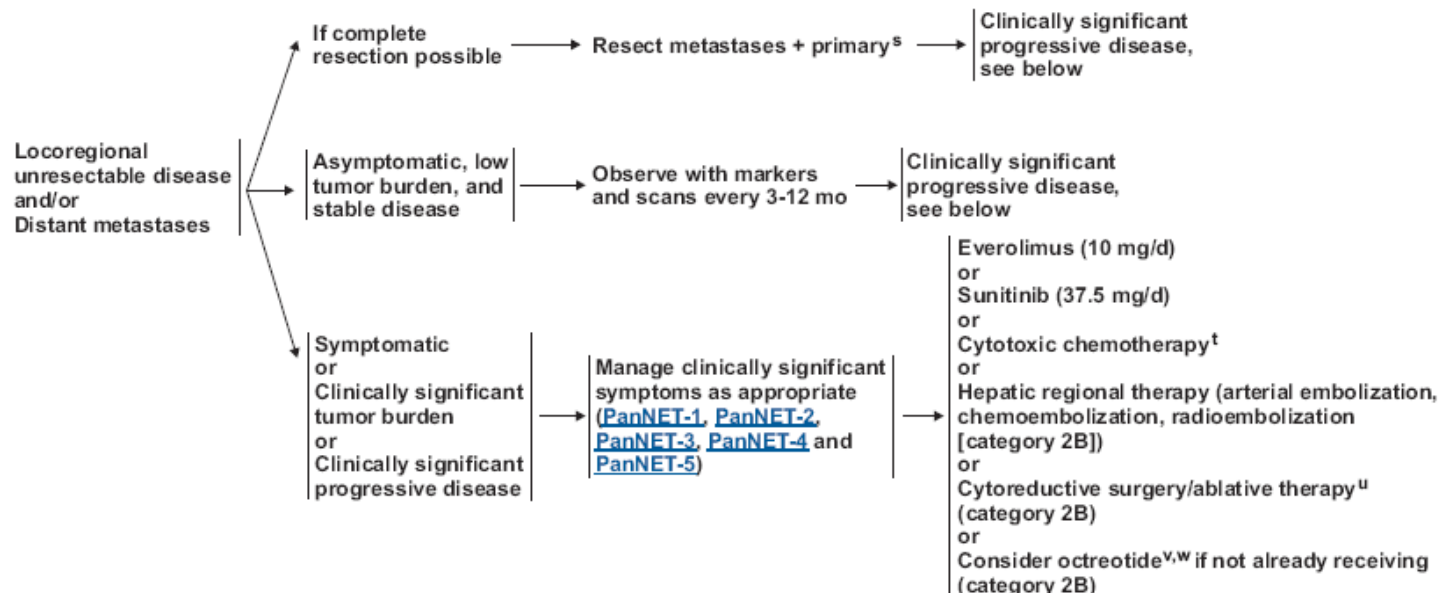 Locoregional
unresectable disease
and/or
Distant metastases
If complete
resection possible
Resect metastases + primaryˢ
Clinically significant
progressive disease,
see below
Asymptomatic, low
tumor burden, and
stable disease
Observe with markers
and scans every 3-12 mo
Clinically significant
progressive disease,
see below
Symptomatic
or
Clinically significant
tumor burden
or
Clinically significant
progressive disease
Manage clinically significant
symptoms as appropriate
(PanNET-1, PanNET-2,
PanNET-3, PanNET-4 and
PanNET-5)
Everolimus (10 mg/d)
or
Sunitinib (37.5 mg/d)
or
Cytotoxic chemotherapyᵗ
or
Hepatic regional therapy (arterial embolization,
chemoembolization, radioembolization
[category 2B])
or
Cytoreductive surgery/ablative therapyᵘ
(category 2B)
or
Consider octreotideᵛ,ʷ if not already receiving
(category 2B)